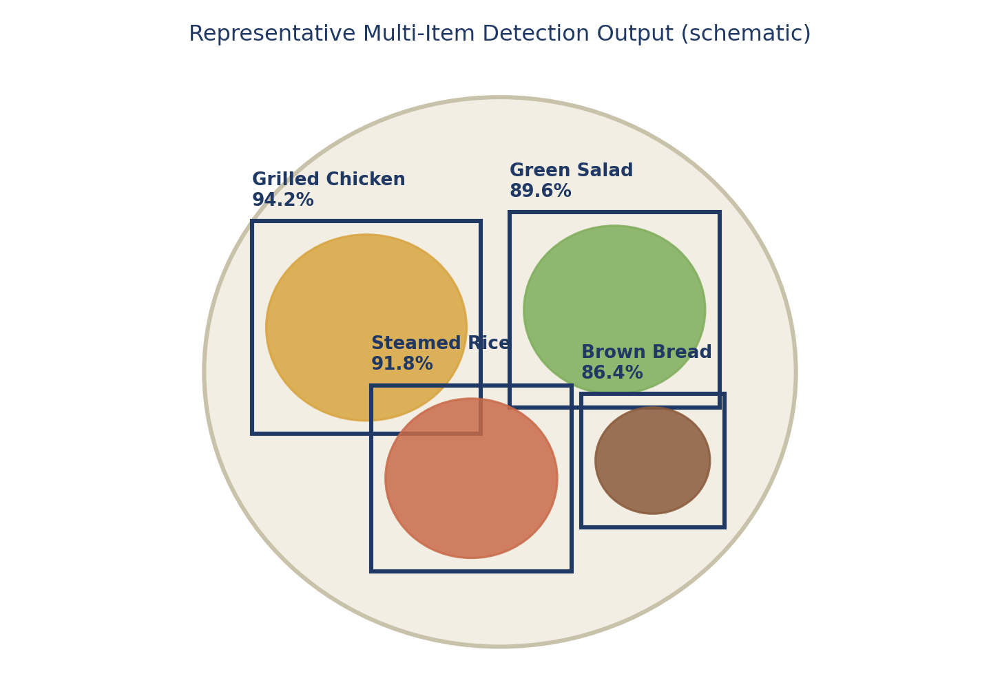 Representative Multi-Item Detection Output (schematic)
Grilled Chicken
94.2%
Green Salad
89.6%
Steamed Rice
91.8%
Brown Bread
86.4%